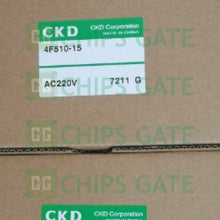 CKD
CKD Corporation
MADE IN CHINA
4F510-15
AC220V 7211 G
CHIPS GATE
CHIPS GATE
CHIPS GATE
CKD
CKD Corporation